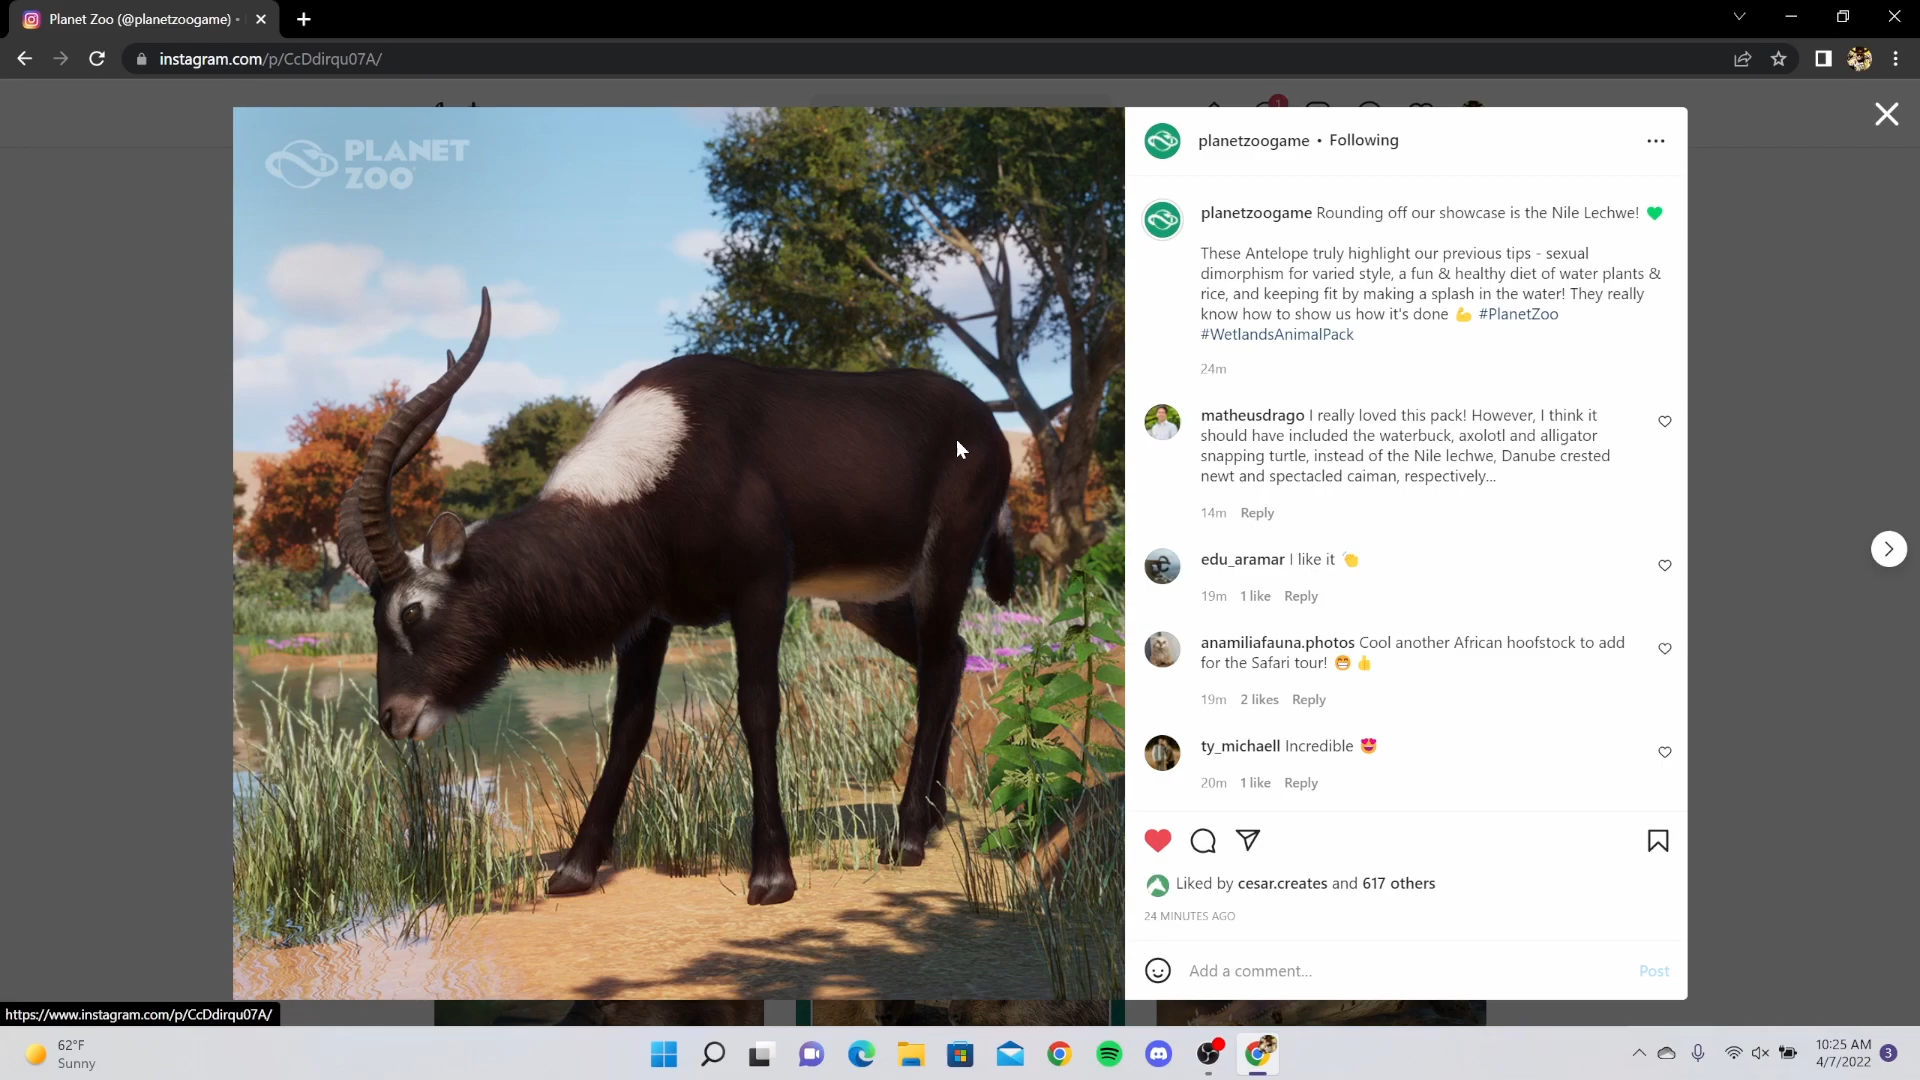 Planet Zoo (@planetzoogame) •
instagram.com/p/CcDdirqu07A/
1
PLANET
ZOO
planetzoogame • Following
planetzoogame Rounding off our showcase is the Nile Lechwe! 💚
These Antelope truly highlight our previous tips - sexual
dimorphism for varied style, a fun & healthy diet of water plants &
rice, and keeping fit by making a splash in the water! They really
know how to show us how it's done 💪 #PlanetZoo
#WetlandsAnimalPack
24m
matheusdrago I really loved this pack! However, I think it
should have included the waterbuck, axolotl and alligator
snapping turtle, instead of the Nile lechwe, Danube crested
newt and spectacled caiman, respectively...
14m Reply
edu_aramar I like it 👏
19m 1 like Reply
anamiliafauna.photos Cool another African hoofstock to add
for the Safari tour! 😁👍
19m 2 likes Reply
ty_michaell Incredible 😍
20m 1 like Reply
Liked by cesar.creates and 617 others
24 MINUTES AGO
Add a comment... Post
https://www.instagram.com/p/CcDdirqu07A/
62°F
Sunny
10:25 AM
4/7/2022
3